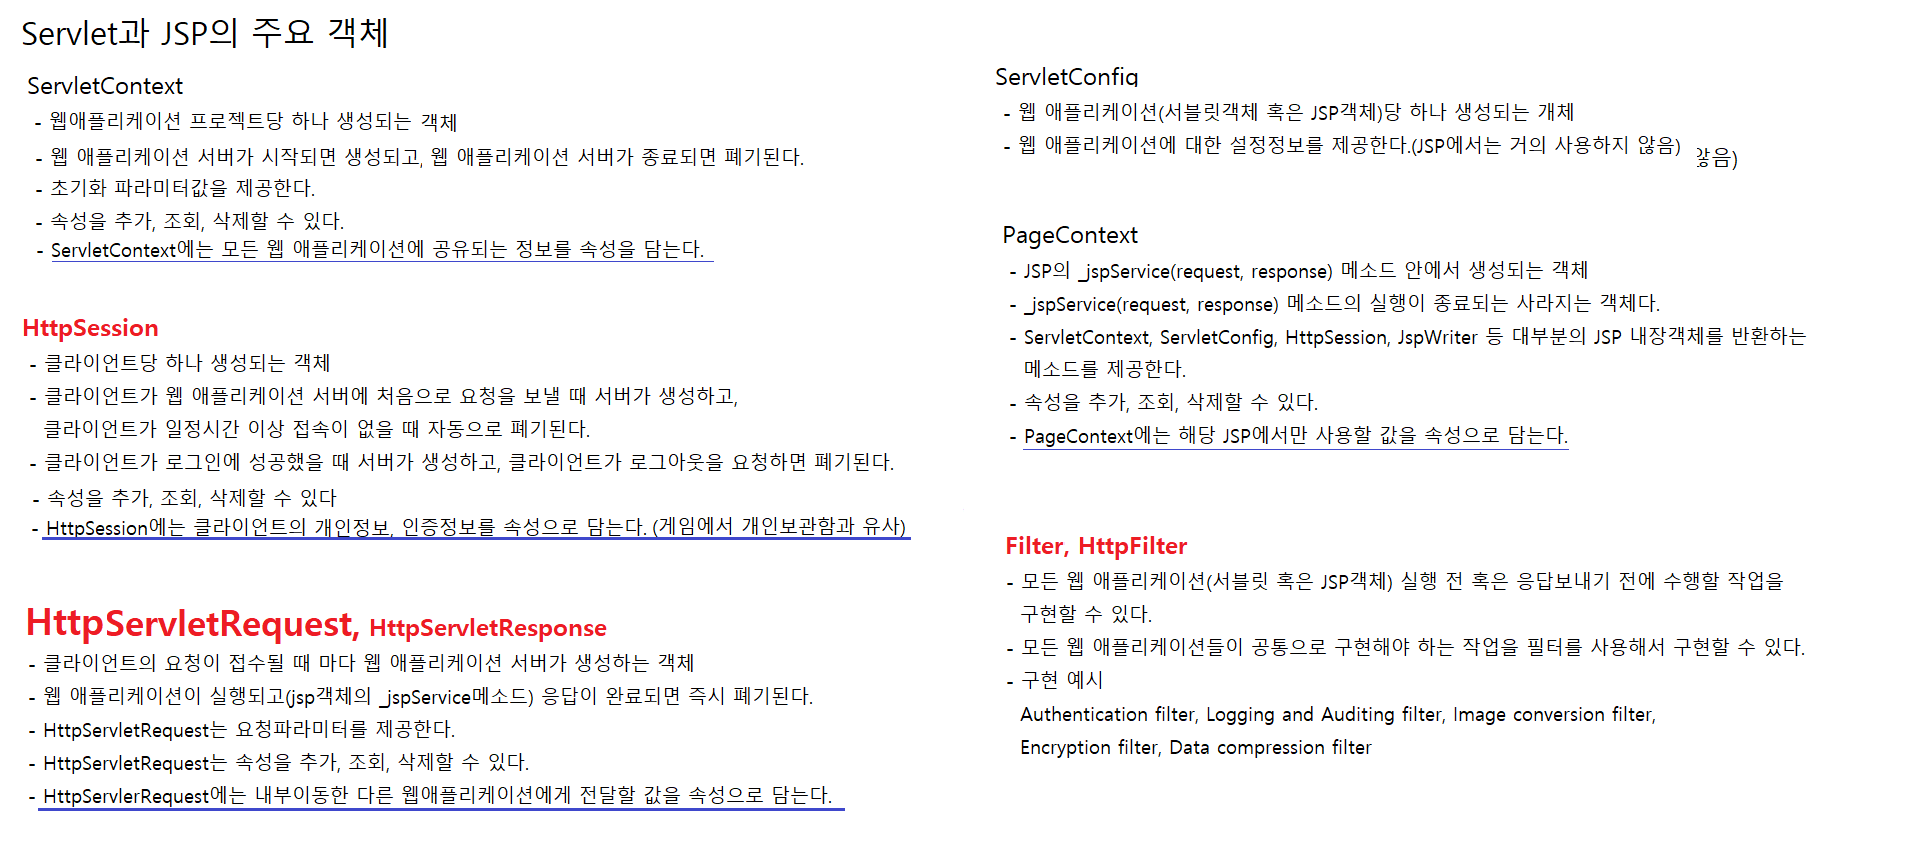 Servlet과 JSP의 주요 객체
ServletContext
- 웹애플리케이션 프로젝트당 하나 생성되는 객체
- 웹 애플리케이션 서버가 시작되면 생성되고, 웹 애플리케이션 서버가 종료되면 폐기된다.
- 초기화 파라미터값을 제공한다.
- 속성을 추가, 조회, 삭제할 수 있다.
- ServletContext에는 모든 웹 애플리케이션에 공유되는 정보를 속성을 담는다.
HttpSession
- 클라이언트당 하나 생성되는 객체
- 클라이언트가 웹 애플리케이션 서버에 처음으로 요청을 보낼 때 서버가 생성하고,
클라이언트가 일정시간 이상 접속이 없을 때 자동으로 폐기된다.
- 클라이언트가 로그인에 성공했을 때 서버가 생성하고, 클라이언트가 로그아웃을 요청하면 폐기된다.
- 속성을 추가, 조회, 삭제할 수 있다
- HttpSession에는 클라이언트의 개인정보, 인증정보를 속성으로 담는다. (게임에서 개인보관함과 유사)
HttpServletRequest, HttpServletResponse
- 클라이언트의 요청이 접수될 때 마다 웹 애플리케이션 서버가 생성하는 객체
- 웹 애플리케이션이 실행되고(jsp객체의 _jspService메소드) 응답이 완료되면 즉시 폐기된다.
- HttpServletRequest는 요청파라미터를 제공한다.
- HttpServletRequest는 속성을 추가, 조회, 삭제할 수 있다.
- HttpServlerRequest에는 내부이동한 다른 웹애플리케이션에게 전달할 값을 속성으로 담는다.
ServletConfig
- 웹 애플리케이션(서블릿객체 혹은 JSP객체)당 하나 생성되는 개체
- 웹 애플리케이션에 대한 설정정보를 제공한다.(JSP에서는 거의 사용하지 않음)
않음)
PageContext
- JSP의 _jspService(request, response) 메소드 안에서 생성되는 객체
- _jspService(request, response) 메소드의 실행이 종료되는 사라지는 객체다.
- ServletContext, ServletConfig, HttpSession, JspWriter 등 대부분의 JSP 내장객체를 반환하는
메소드를 제공한다.
- 속성을 추가, 조회, 삭제할 수 있다.
- PageContext에는 해당 JSP에서만 사용할 값을 속성으로 담는다.
Filter, HttpFilter
- 모든 웹 애플리케이션(서블릿 혹은 JSP객체) 실행 전 혹은 응답보내기 전에 수행할 작업을
구현할 수 있다.
- 모든 웹 애플리케이션들이 공통으로 구현해야 하는 작업을 필터를 사용해서 구현할 수 있다.
- 구현 예시
Authentication filter, Logging and Auditing filter, Image conversion filter,
Encryption filter, Data compression filter